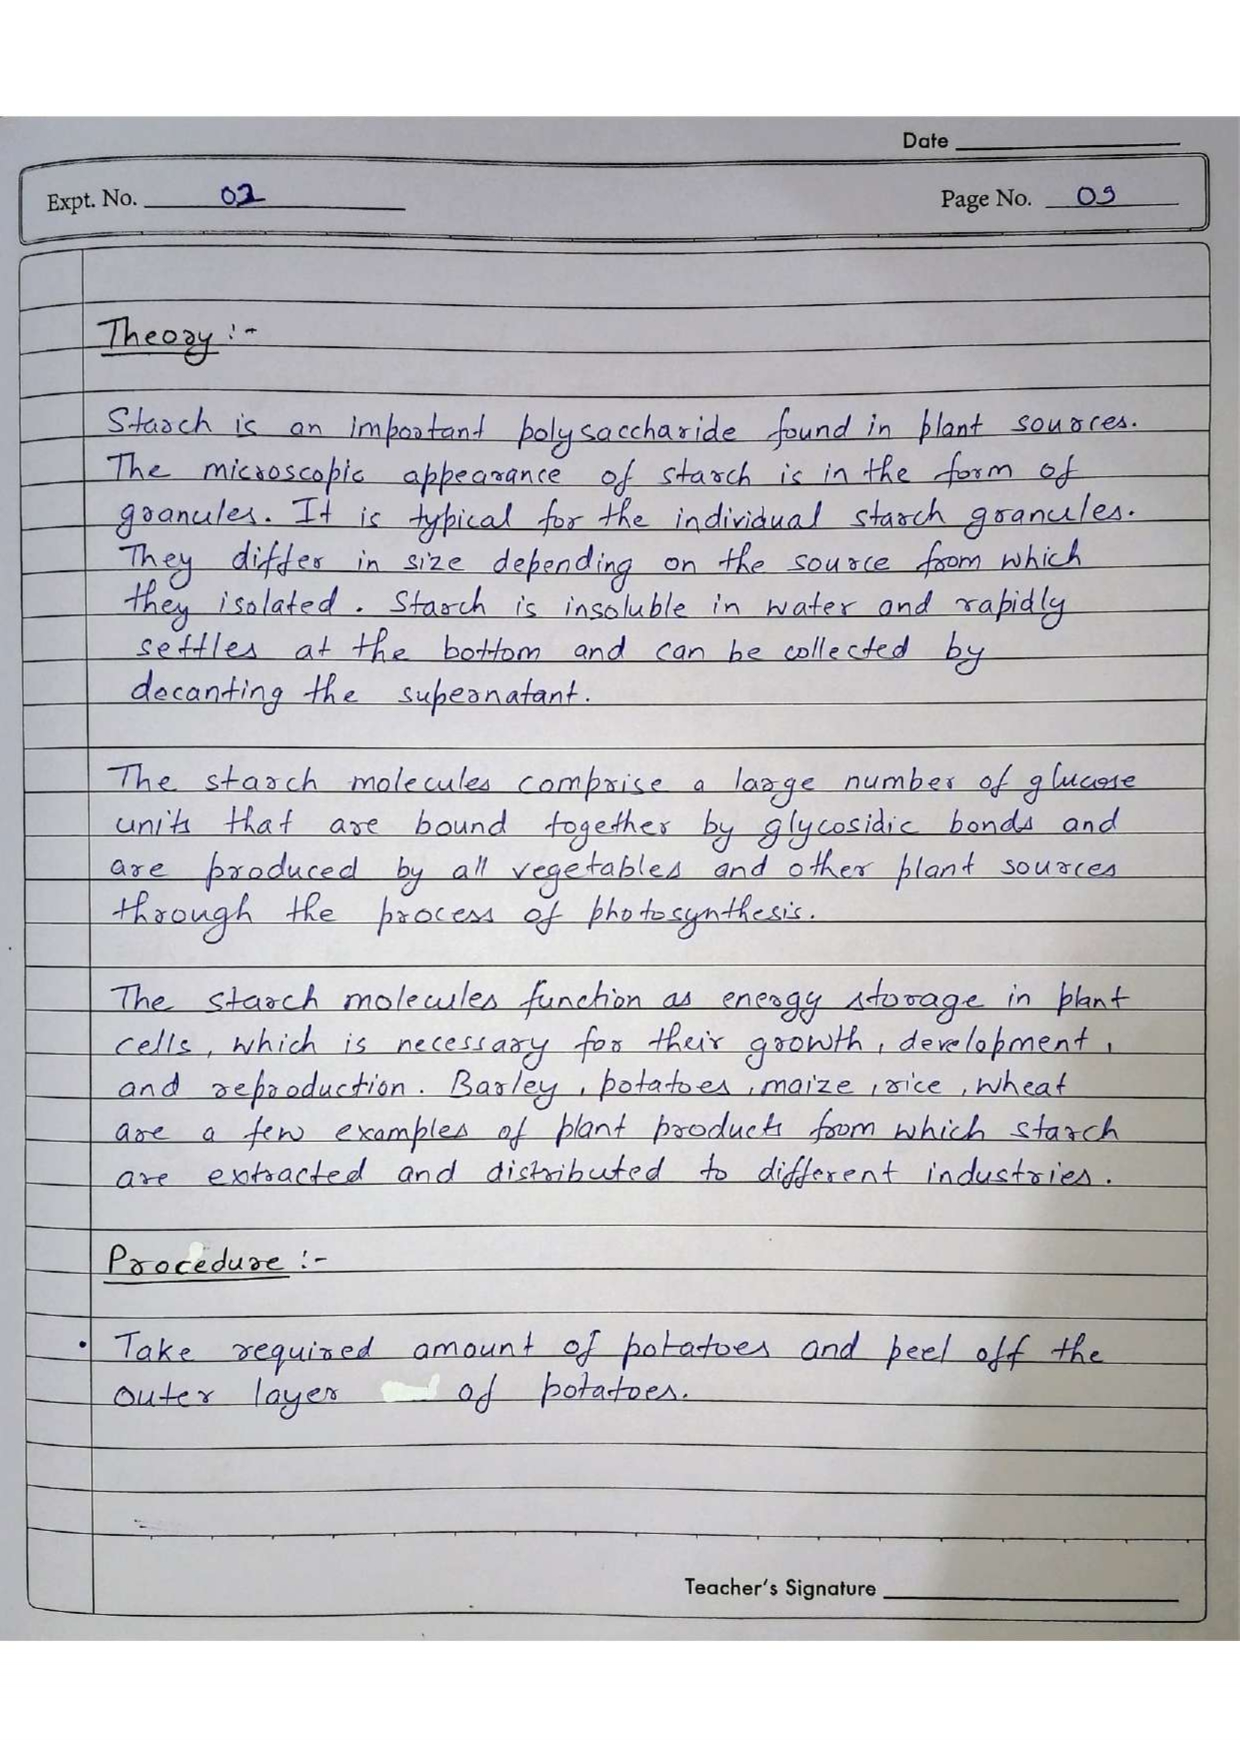 Date
Expt. No. 02
Page No. 09
Theory :-
Starch is an important polysaccharide found in plant sources.
The microscopic appearance of starch is in the form of
granules. It is typical for the individual starch granules.
They differ in size depending on the source from which
they isolated. Starch is insoluble in water and rapidly
settles at the bottom and can be collected by
decanting the supernatant.
The starch molecules comprise a large number of glucose
units that are bound together by glycosidic bonds and
are produced by all vegetables and other plant sources
through the process of photosynthesis.
The starch molecules function as energy storage in plant
cells, which is necessary for their growth, development,
and reproduction. Barley, potatoes, maize, rice, wheat
are a few examples of plant products from which starch
are extracted and distributed to different industries.
Procedure :-
• Take required amount of potatoes and peel off the
outer layer of potatoes.
Teacher's Signature